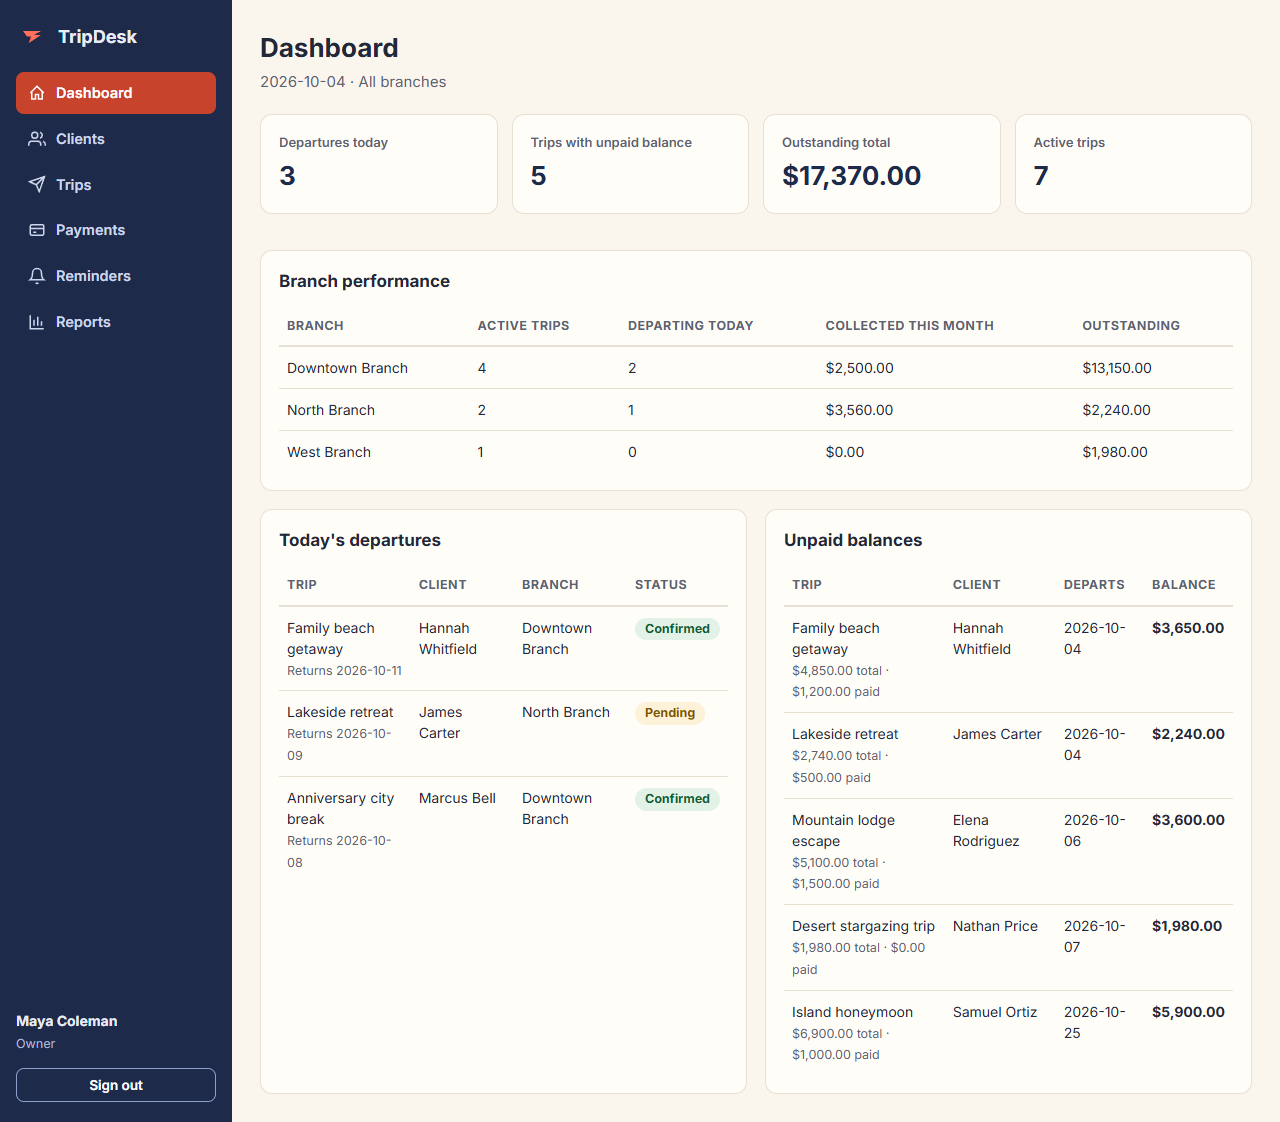 TripDesk
Dashboard
Clients
Trips
Payments
Reminders
Reports
Maya Coleman
Owner
Sign out
Dashboard
2026-10-04 · All branches
Departures today
3
Trips with unpaid balance
5
Outstanding total
$17,370.00
Active trips
7
Branch performance
BRANCH ACTIVE TRIPS DEPARTING TODAY COLLECTED THIS MONTH OUTSTANDING
Downtown Branch 4 2 $2,500.00 $13,150.00
North Branch 2 1 $3,560.00 $2,240.00
West Branch 1 0 $0.00 $1,980.00
Today's departures
TRIP CLIENT BRANCH STATUS
Family beach Hannah Downtown Confirmed
getaway Whitfield Branch
Returns 2026-10-11
Lakeside retreat James North Branch Pending
Returns 2026-10- Carter
09
Anniversary city Marcus Bell Downtown Confirmed
break Branch
Returns 2026-10-
08
Unpaid balances
TRIP CLIENT DEPARTS BALANCE
Family beach Hannah 2026-10- $3,650.00
getaway Whitfield 04
$4,850.00 total ·
$1,200.00 paid
Lakeside retreat James Carter 2026-10- $2,240.00
$2,740.00 total · 04
$500.00 paid
Mountain lodge Elena 2026-10- $3,600.00
escape Rodriguez 06
$5,100.00 total ·
$1,500.00 paid
Desert stargazing trip Nathan Price 2026-10- $1,980.00
$1,980.00 total · $0.00 07
paid
Island honeymoon Samuel Ortiz 2026-10- $5,900.00
$6,900.00 total · 25
$1,000.00 paid